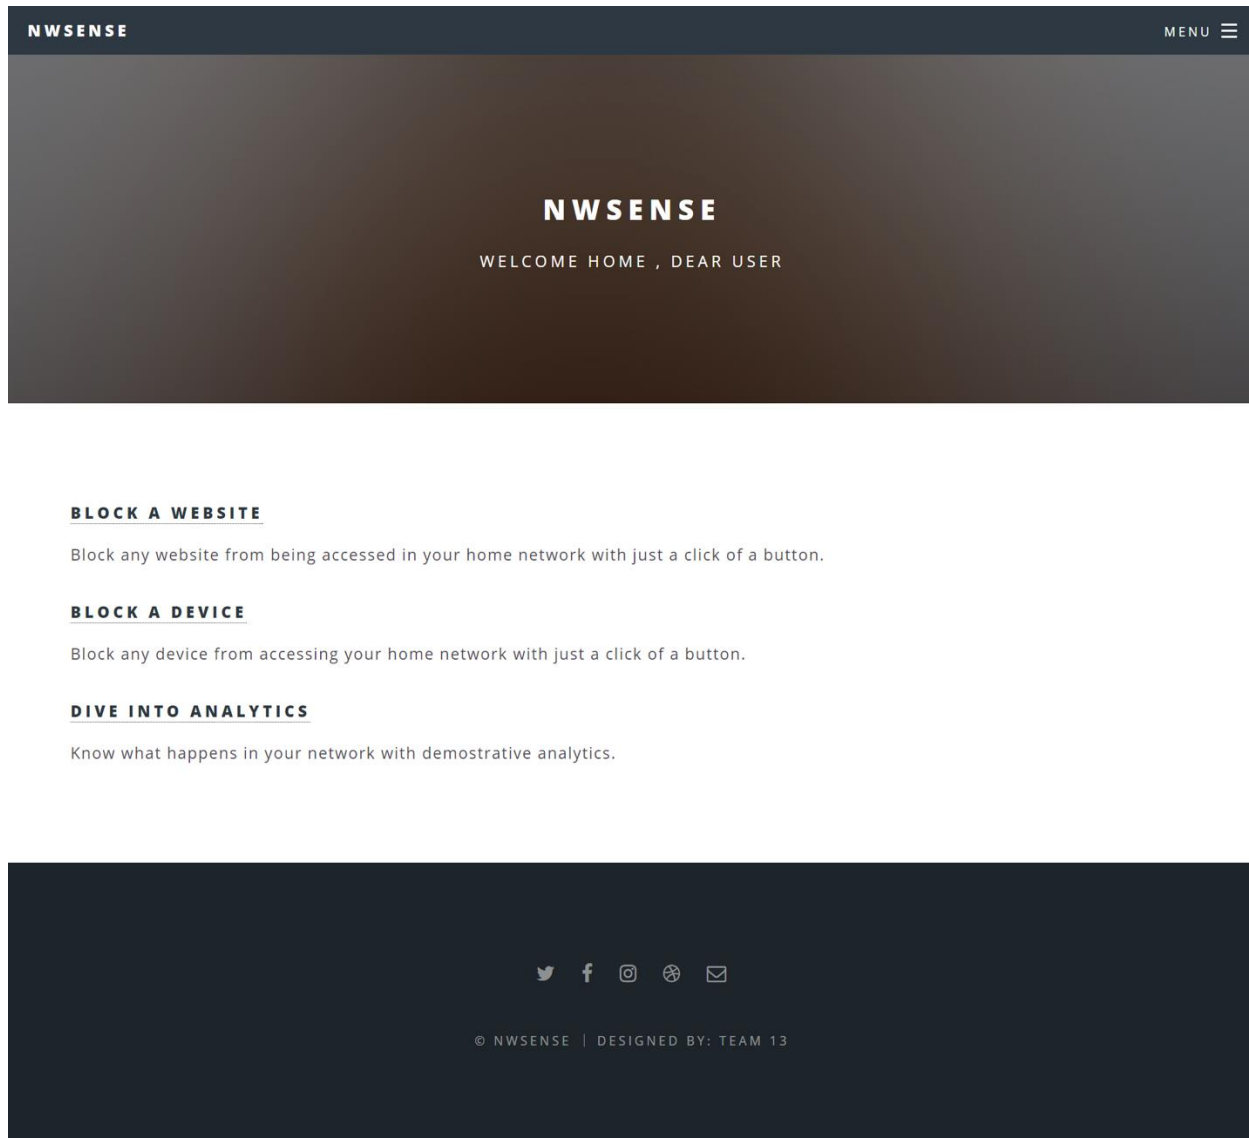 NWSENSE
MENU
NWSENSE
WELCOME HOME , DEAR USER
BLOCK A WEBSITE
Block any website from being accessed in your home network with just a click of a button.
BLOCK A DEVICE
Block any device from accessing your home network with just a click of a button.
DIVE INTO ANALYTICS
Know what happens in your network with demostrative analytics.
© NWSENSE | DESIGNED BY: TEAM 13